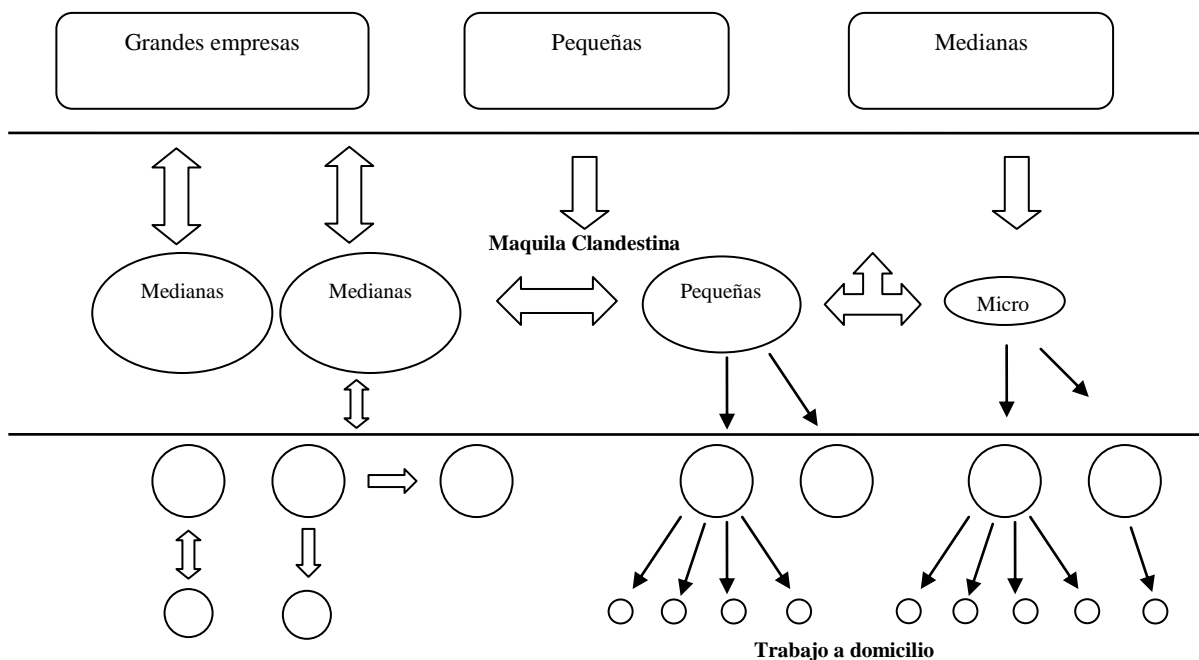 Grandes empresas
Pequeñas
Medianas
Maquila Clandestina
Medianas
Medianas
Pequeñas
Micro
Trabajo a domicilio